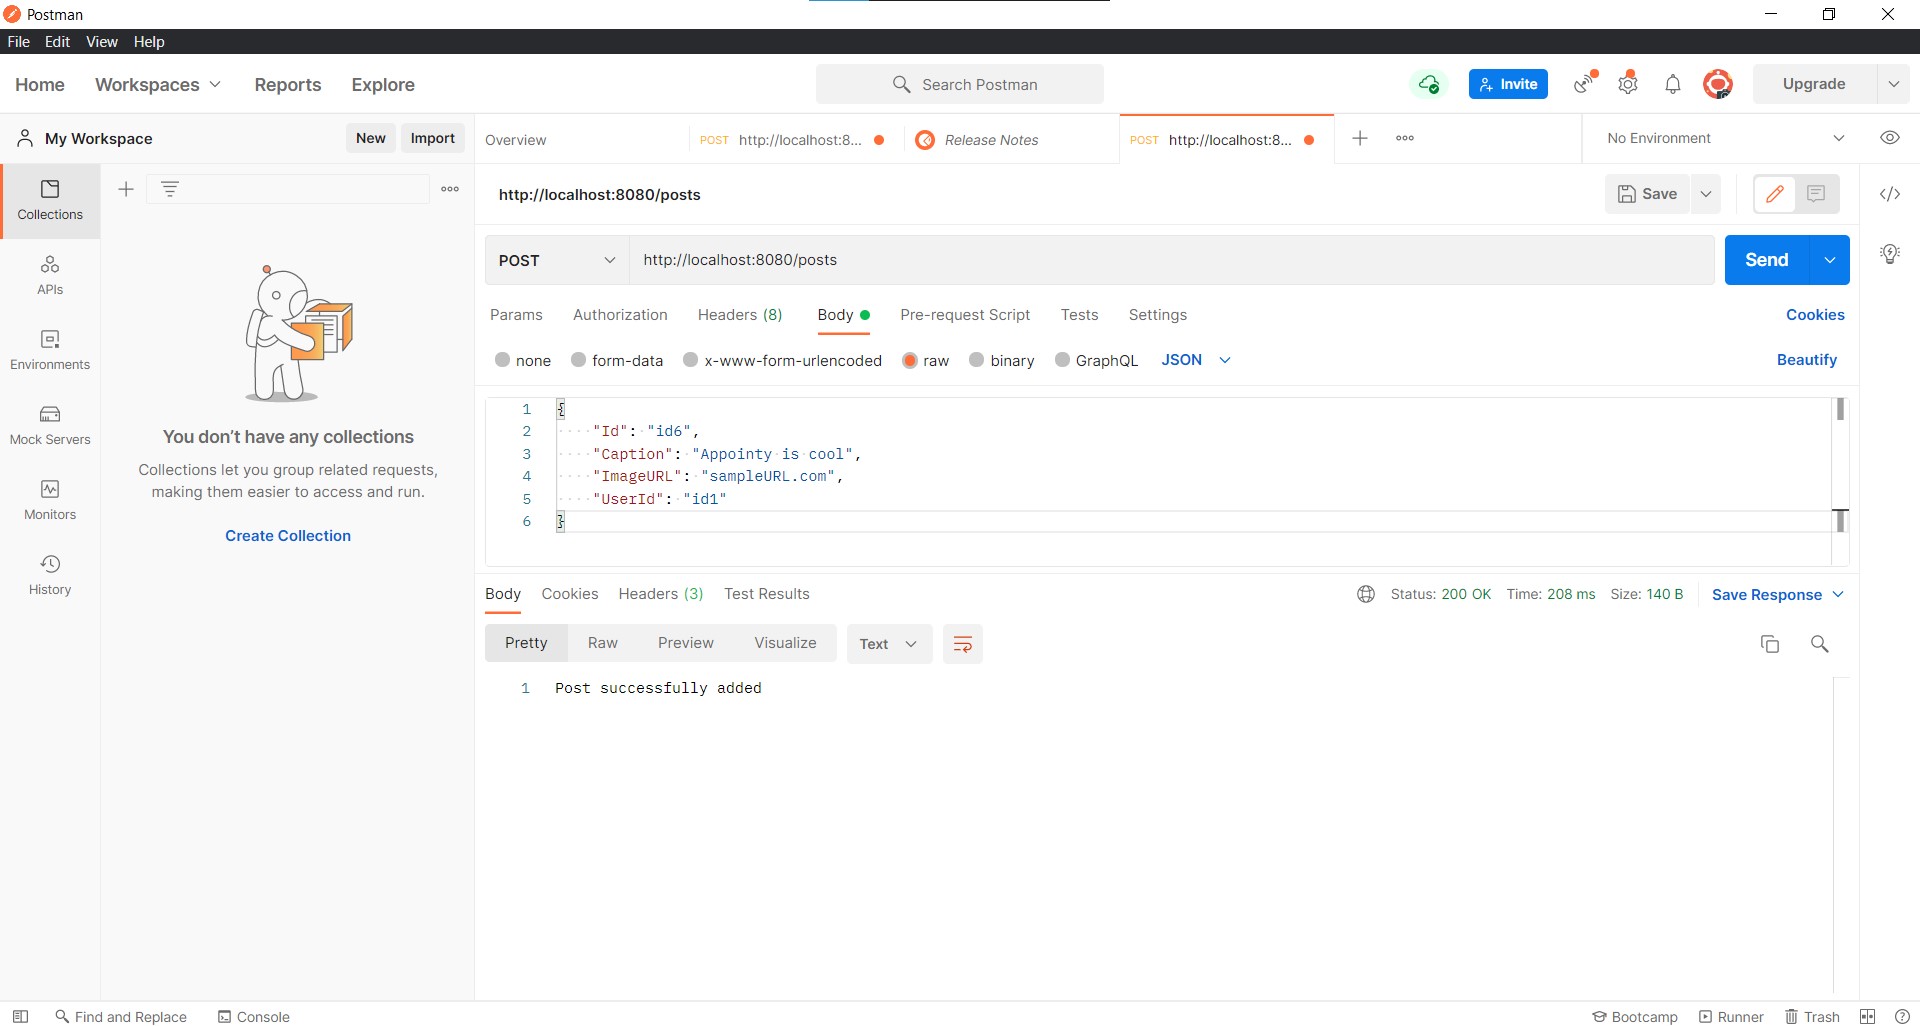 Postman
File Edit View Help
Home Workspaces Reports Explore Search Postman Invite Upgrade
My Workspace New Import Overview POST http://localhost:8... Release Notes POST http://localhost:8... No Environment
Collections
APIs
Environments
Mock Servers
Monitors
History
You don’t have any collections
Collections let you group related requests,
making them easier to access and run.
Create Collection
http://localhost:8080/posts Save
POST http://localhost:8080/posts Send
Params Authorization Headers (8) Body Pre-request Script Tests Settings Cookies
none form-data x-www-form-urlencoded raw binary GraphQL JSON Beautify
1 {
2 "Id": "id6",
3 "Caption": "Appointy is cool",
4 "ImageURL": "sampleURL.com",
5 "UserId": "id1"
6 }
Body Cookies Headers (3) Test Results Status: 200 OK Time: 208 ms Size: 140 B Save Response
Pretty Raw Preview Visualize Text
1 Post successfully added
Find and Replace Console Bootcamp Runner Trash